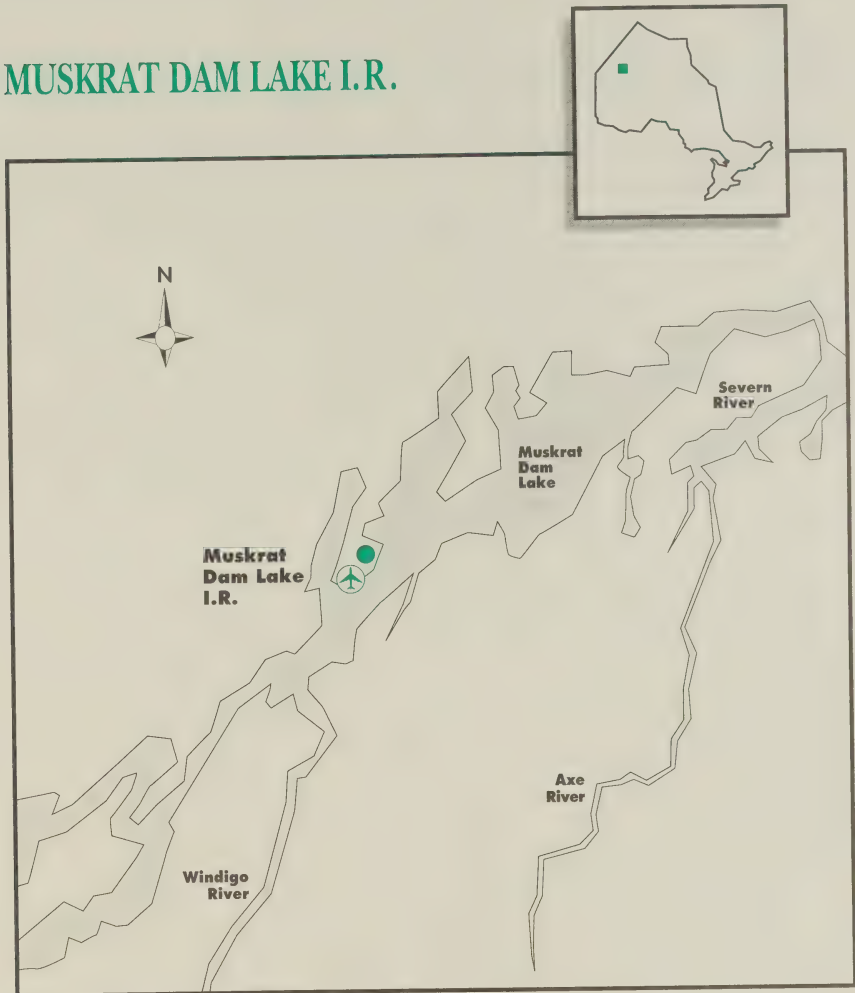 MUSKRAT DAM LAKE I.R.
N
Severn
River
Muskrat
Dam
Lake
Muskrat
Dam Lake
I.R.
Axe
River
Windigo
River